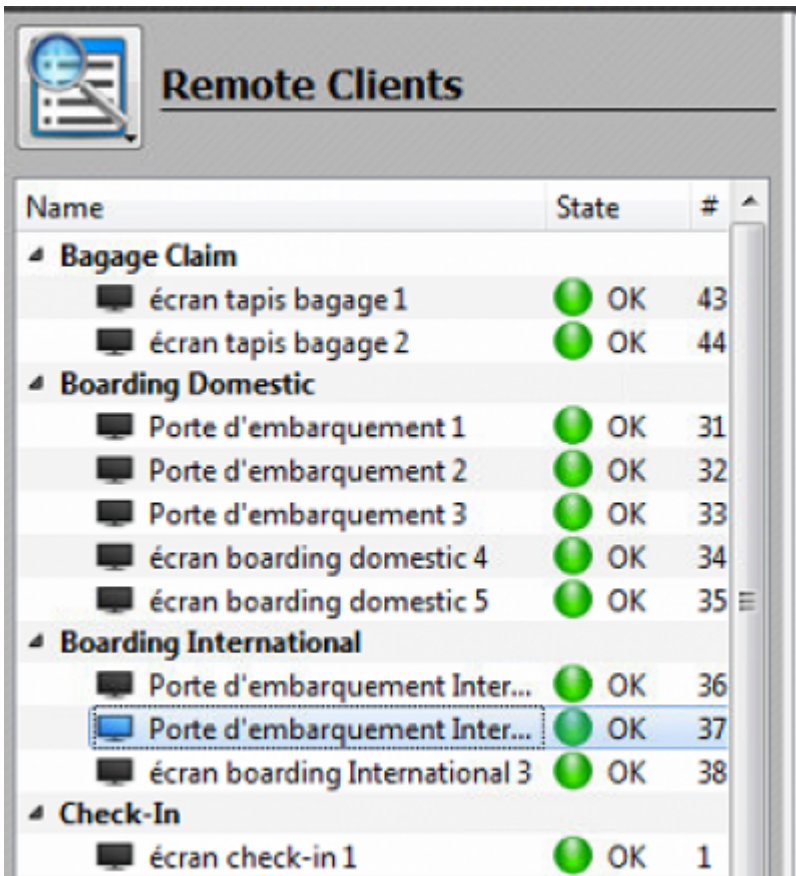 Remote Clients
Name State #
Bagage Claim
écran tapis bagage 1 OK 43
écran tapis bagage 2 OK 44
Boarding Domestic
Porte d'embarquement 1 OK 31
Porte d'embarquement 2 OK 32
Porte d'embarquement 3 OK 33
écran boarding domestic 4 OK 34
écran boarding domestic 5 OK 35
Boarding International
Porte d'embarquement Inter... OK 36
Porte d'embarquement Inter... OK 37
écran boarding International 3 OK 38
Check-In
écran check-in 1 OK 1